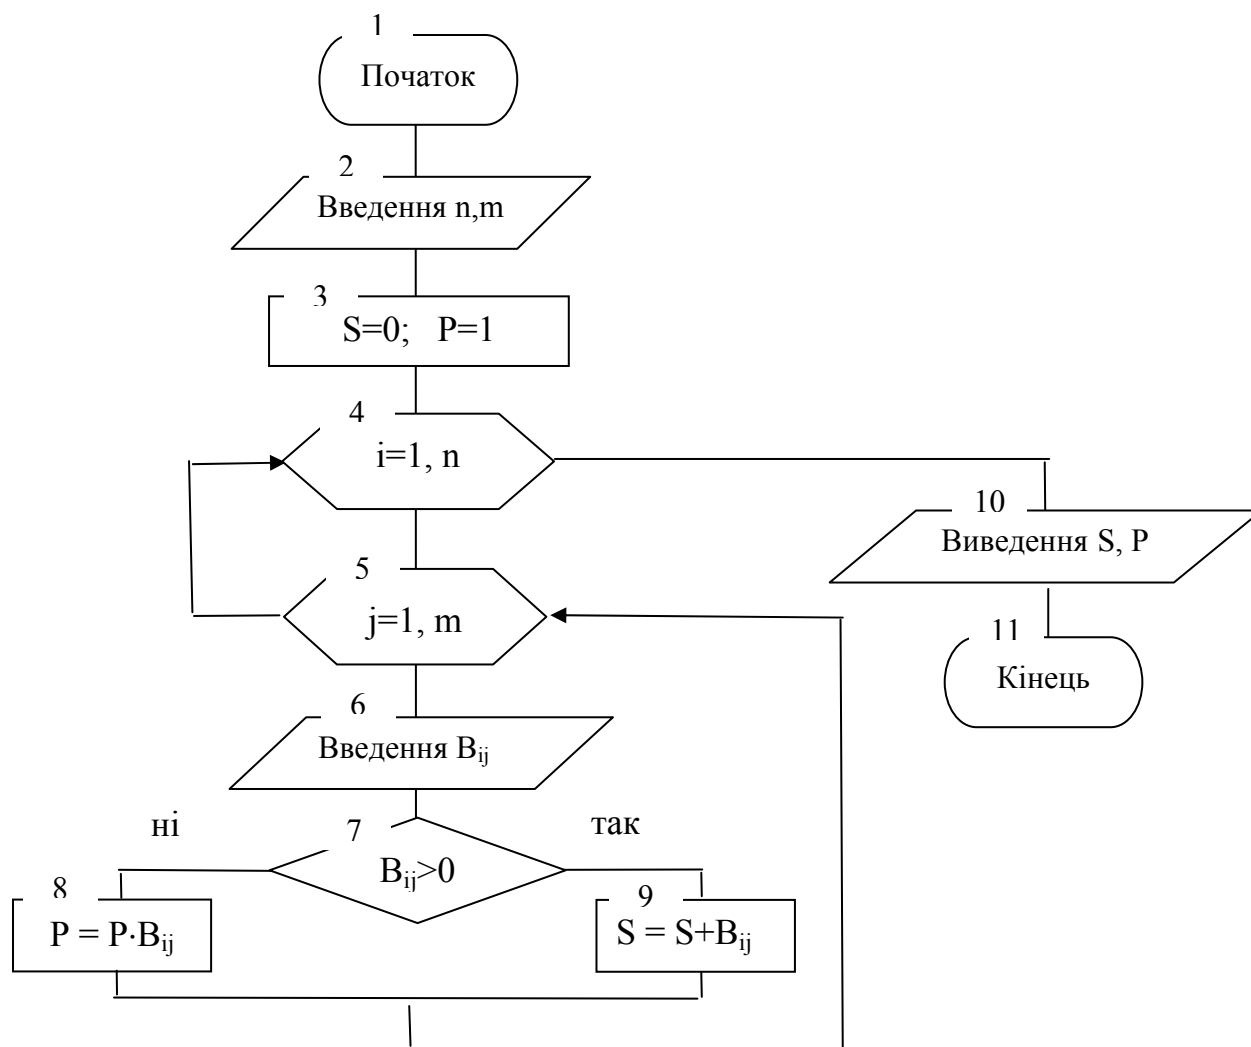 1
Початок
2
Введення n,m
3
S=0; P=1
4
i=1, n
5
j=1, m
6
Введення Bij
7
ні
так
Bij>0
8
P = P·Bij
9
S = S+Bij
10
Виведення S, P
11
Кінець